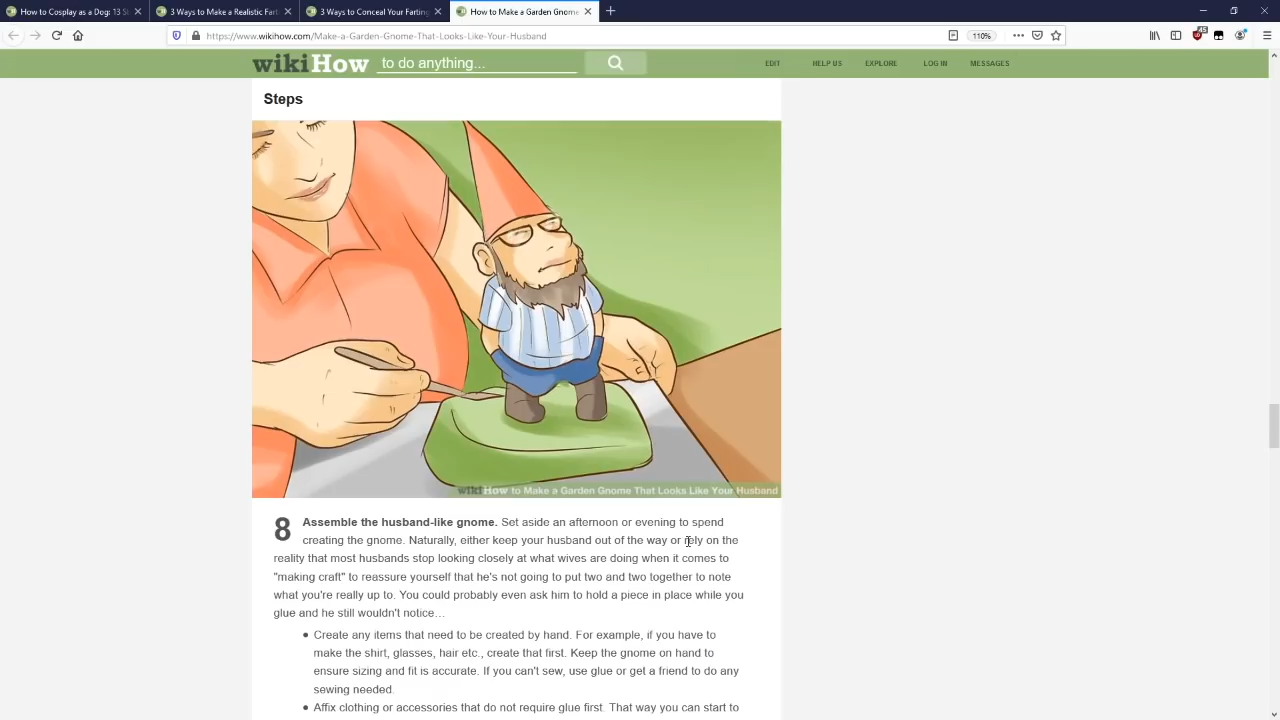 How to Cosplay as a Dog: 13 S
3 Ways to Make a Realistic Fart
3 Ways to Conceal Your Farting
How to Make a Garden Gnome
https://www.wikihow.com/Make-a-Garden-Gnome-That-Looks-Like-Your-Husband
110%
wikiHow to do anything...
EDIT
HELP US
EXPLORE
LOG IN
MESSAGES
Steps
wikiHow to Make a Garden Gnome That Looks Like Your Husband
8 Assemble the husband-like gnome. Set aside an afternoon or evening to spend
creating the gnome. Naturally, either keep your husband out of the way or rely on the
reality that most husbands stop looking closely at what wives are doing when it comes to
"making craft" to reassure yourself that he's not going to put two and two together to note
what you're really up to. You could probably even ask him to hold a piece in place while you
glue and he still wouldn't notice…
• Create any items that need to be created by hand. For example, if you have to
make the shirt, glasses, hair etc., create that first. Keep the gnome on hand to
ensure sizing and fit is accurate. If you can't sew, use glue or get a friend to do any
sewing needed.
• Affix clothing or accessories that do not require glue first. That way you can start to